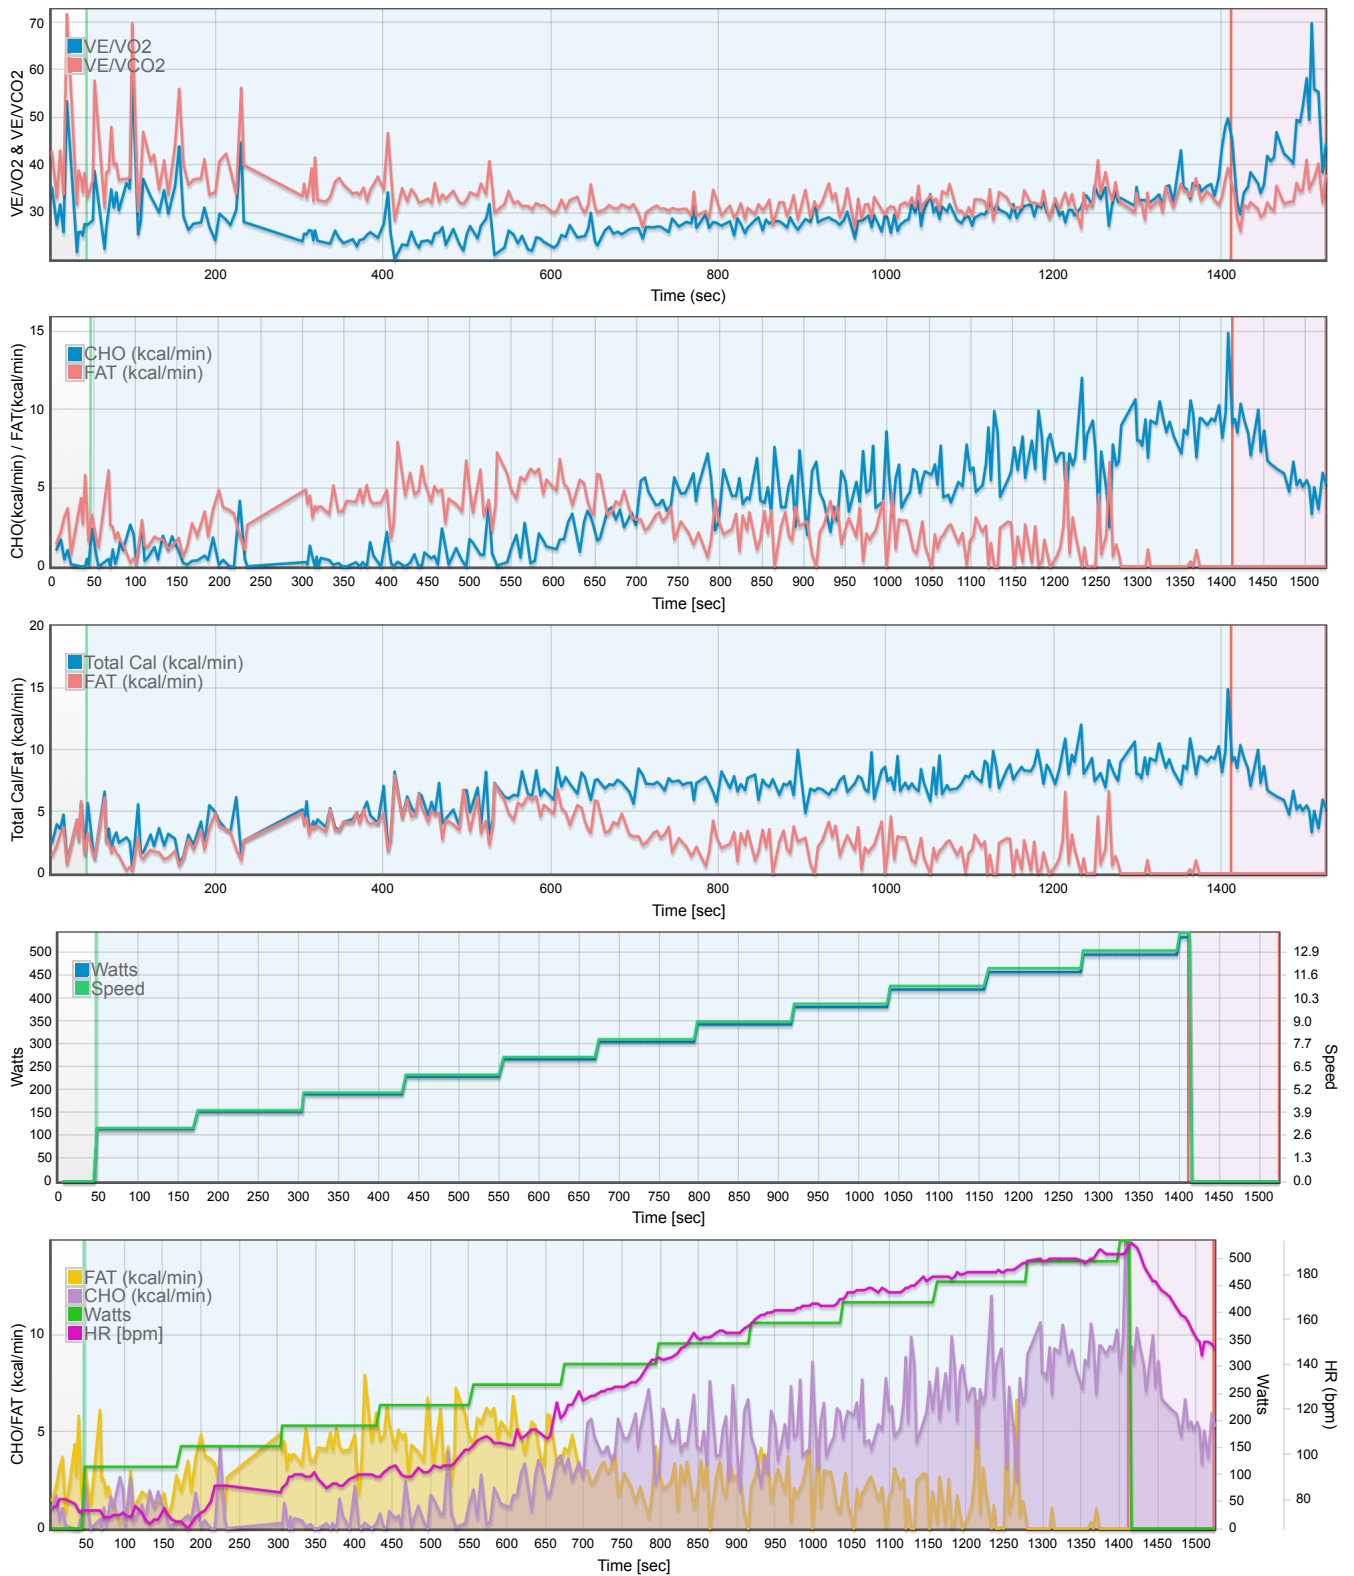 VE/VO2 & VE/VCO2
70
60
50
40
30
VE/VO2
VE/VCO2
200
400
600
800
1000
1200
1400
Time (sec)
CHO(kcal/min) / FAT(kcal/min)
15
10
5
0
CHO (kcal/min)
FAT (kcal/min)
0 50 100 150 200 250 300 350 400 450 500 550 600 650 700 750 800 850 900 950 1000 1050 1100 1150 1200 1250 1300 1350 1400 1450 1500
Time [sec]
Total Cal/Fat (kcal/min)
20
15
10
5
0
Total Cal (kcal/min)
FAT (kcal/min)
200
400
600
800
1000
1200
1400
Time [sec]
Watts
500
450
400
350
300
250
200
150
100
50
0
Watts
Speed
12.9
11.6
10.3
9.0
7.7
6.5
5.2
3.9
2.6
1.3
0.0
Speed
0 50 100 150 200 250 300 350 400 450 500 550 600 650 700 750 800 850 900 950 1000 1050 1100 1150 1200 1250 1300 1350 1400 1450 1500
Time [sec]
CHO/FAT (kcal/min)
10
5
0
FAT (kcal/min)
CHO (kcal/min)
Watts
HR [bpm]
500
450
400
350
300
250
200
150
100
50
0
Watts
180
160
140
120
100
80
HR (bpm)
50 100 150 200 250 300 350 400 450 500 550 600 650 700 750 800 850 900 950 1000 1050 1100 1150 1200 1250 1300 1350 1400 1450 1500
Time [sec]